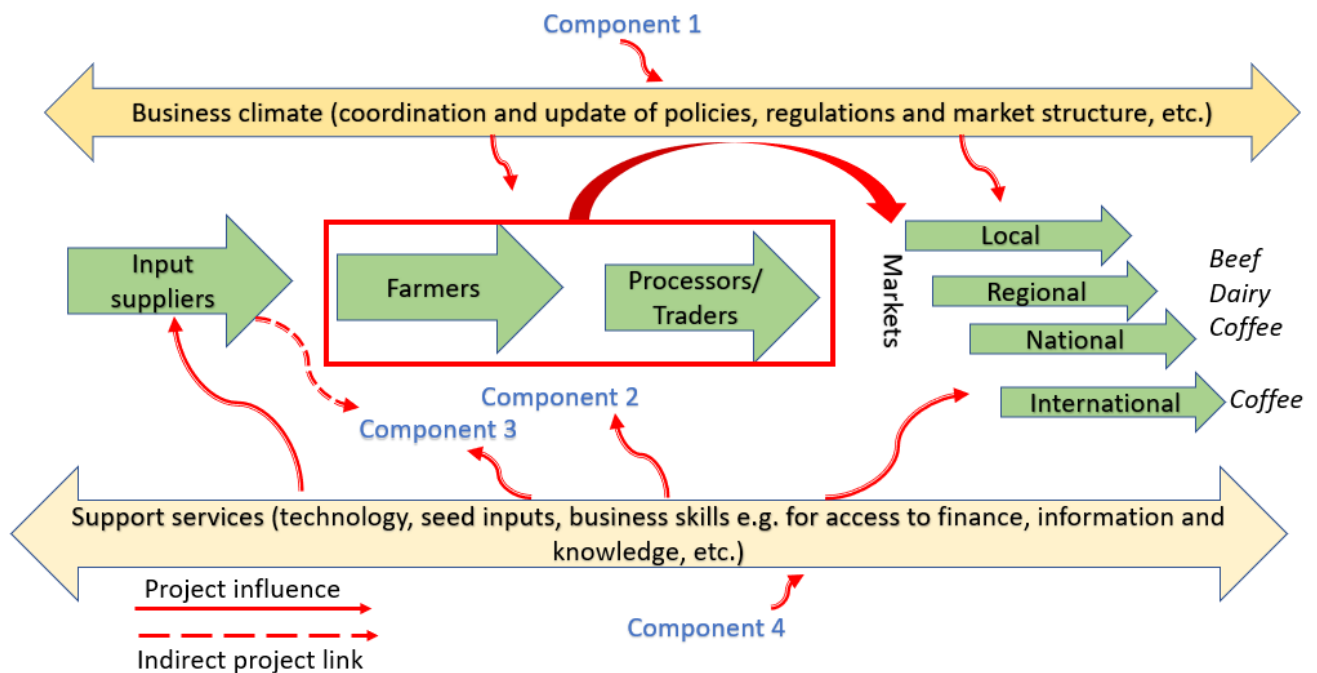 Component 1
Business climate (coordination and update of policies, regulations and market structure, etc.)
Input
suppliers
Farmers
Processors/
Traders
Markets
Local
Regional
National
International
Beef
Dairy
Coffee
Coffee
Component 2
Component 3
Support services (technology, seed inputs, business skills e.g. for access to finance, information and
knowledge, etc.)
Project influence
Indirect project link
Component 4